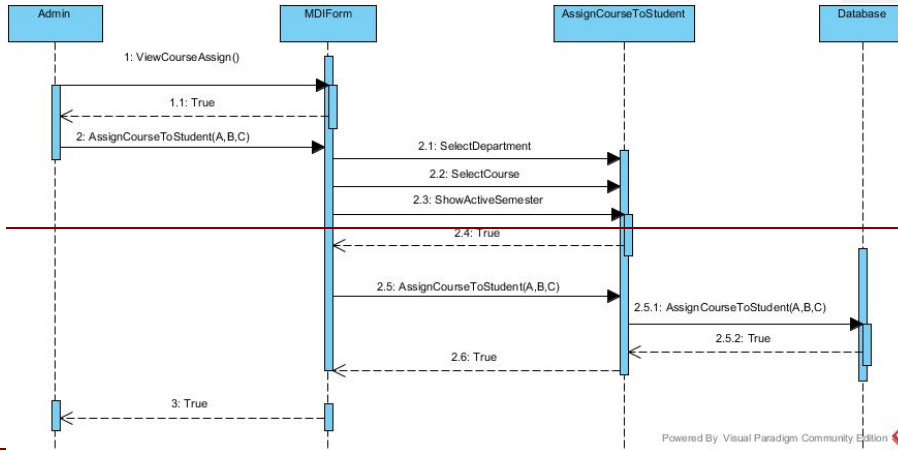 Admin
MDIForm
AssignCourseToStudent
Database
1: ViewCourseAssign()
1.1: True
2: AssignCourseToStudent(A,B,C)
2.1: SelectDepartment
2.2: SelectCourse
2.3: ShowActiveSemester
2.4: True
2.5: AssignCourseToStudent(A,B,C)
2.5.1: AssignCourseToStudent(A,B,C)
2.5.2: True
2.6: True
3: True
Powered By Visual Paradigm Community Edition